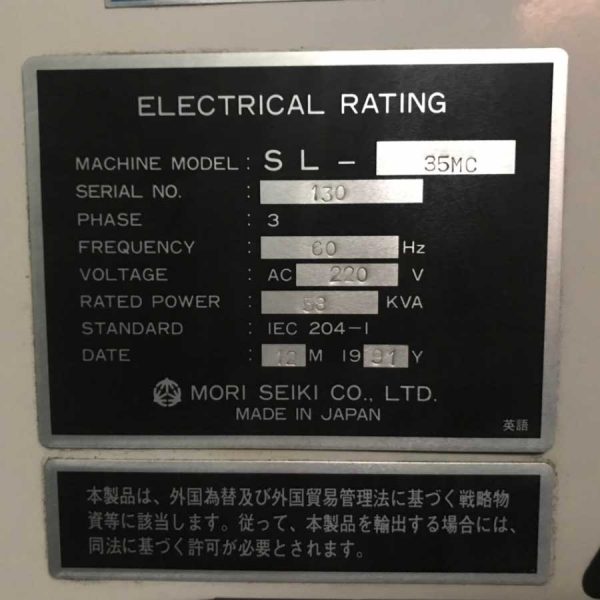 ELECTRICAL RATING
MACHINE MODEL : SL - 35MC
SERIAL NO. : 130
PHASE : 3
FREQUENCY : 60 Hz
VOLTAGE : AC 220 V
RATED POWER : KVA
STANDARD : IEC 204-1
DATE : 12 M 1991 Y
MORI SEIKI CO., LTD.
MADE IN JAPAN
英語
本製品は、外国為替及び外国貿易管理法に基づく戦略物
資等に該当します。従って、本製品を輸出する場合には、
同法に基づく許可が必要とされます。